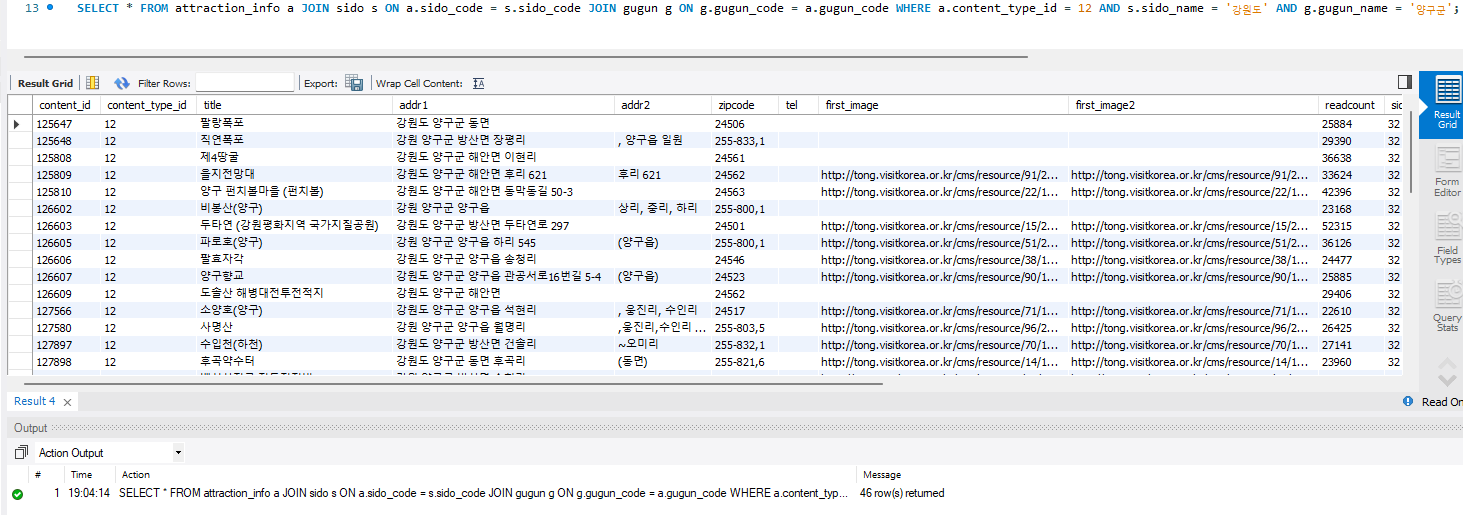 13 SELECT * FROM attraction_info a JOIN sido s ON a.sido_code = s.sido_code JOIN gugun g ON g.gugun_code = a.gugun_code WHERE a.content_type_id = 12 AND s.sido_name = '강원도' AND g.gugun_name = '양구군';
Result Grid Filter Rows: Export: Wrap Cell Content:
content_id content_type_id title addr1 addr2 zipcode tel first_image first_image2 readcount sic
125647 12 팔랑폭포 강원도 양구군 동면 24506 25884 32
125648 12 직연폭포 강원 양구군 방산면 장평리 , 양구읍 일원 255-833,1 29390 32
125808 12 제4땅굴 강원도 양구군 해안면 이현리 24561 36638 32
125809 12 을지전망대 강원도 양구군 해안면 후리 621 후리 621 24562 http://tong.visitkorea.or.kr/cms/resource/91/2... http://tong.visitkorea.or.kr/cms/resource/91/2... 33624 32
125810 12 양구 펀치볼마을 (펀치볼) 강원도 양구군 해안면 동막동길 50-3 24563 http://tong.visitkorea.or.kr/cms/resource/22/1... http://tong.visitkorea.or.kr/cms/resource/22/1... 42396 32
126602 12 비봉산(양구) 강원 양구군 양구읍 상리, 중리, 하리 255-800,1 23168 32
126603 12 두타연 (강원평화지역 국가지질공원) 강원도 양구군 방산면 두타연로 297 24501 http://tong.visitkorea.or.kr/cms/resource/15/2... http://tong.visitkorea.or.kr/cms/resource/15/2... 52315 32
126605 12 파로호(양구) 강원 양구군 양구읍 하리 545 (양구읍) 255-800,1 http://tong.visitkorea.or.kr/cms/resource/51/2... http://tong.visitkorea.or.kr/cms/resource/51/2... 36126 32
126606 12 팔효자각 강원도 양구군 양구읍 송청리 24546 http://tong.visitkorea.or.kr/cms/resource/38/1... http://tong.visitkorea.or.kr/cms/resource/38/1... 24477 32
126607 12 양구향교 강원도 양구군 양구읍 관공서로16번길 5-4 (양구읍) 24523 http://tong.visitkorea.or.kr/cms/resource/90/1... http://tong.visitkorea.or.kr/cms/resource/90/1... 25885 32
126609 12 도솔산 해병대전투전적지 강원도 양구군 해안면 24562 29406 32
127566 12 소양호(양구) 강원도 양구군 양구읍 석현리 , 웅진리, 수인리 24517 http://tong.visitkorea.or.kr/cms/resource/71/1... http://tong.visitkorea.or.kr/cms/resource/71/1... 22610 32
127580 12 사명산 강원 양구군 양구읍 월명리 ,웅진리,수인리 ... 255-803,5 http://tong.visitkorea.or.kr/cms/resource/96/2... http://tong.visitkorea.or.kr/cms/resource/96/2... 26425 32
127897 12 수입천(하천) 강원 양구군 방산면 건솔리 ~오미리 255-832,1 http://tong.visitkorea.or.kr/cms/resource/70/1... http://tong.visitkorea.or.kr/cms/resource/70/1... 27141 32
127898 12 후곡약수터 강원도 양구군 동면 후곡리 (동면) 255-821,6 http://tong.visitkorea.or.kr/cms/resource/14/1... http://tong.visitkorea.or.kr/cms/resource/14/1... 23960 32
Result Grid
Form Editor
Field Types
Query Stats
Result 4 Read On
Output
Action Output
# Time Action Message
1 19:04:14 SELECT * FROM attraction_info a JOIN sido s ON a.sido_code = s.sido_code JOIN gugun g ON g.gugun_code = a.gugun_code WHERE a.content_typ... 46 row(s) returned